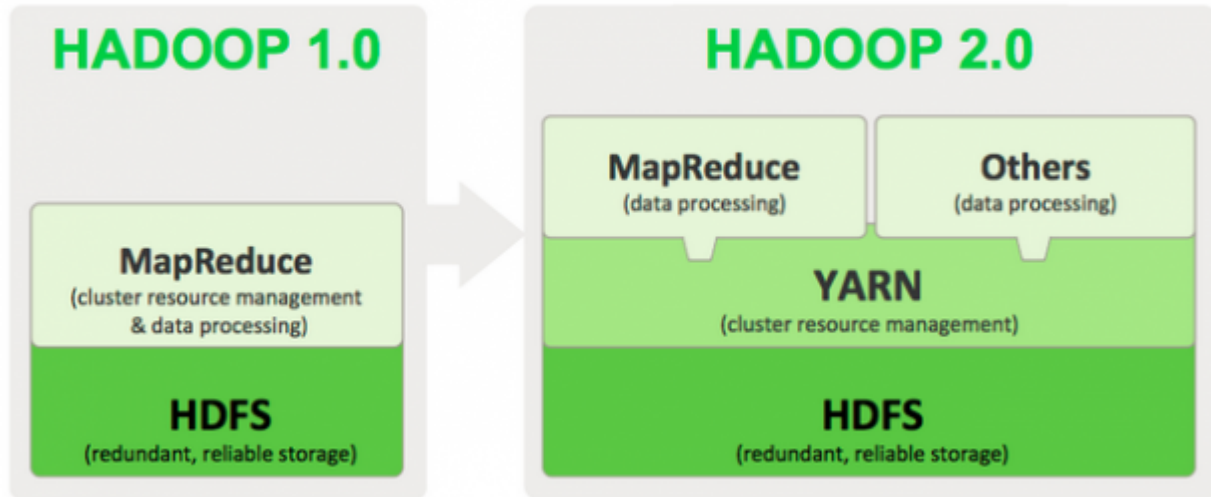 HADOOP 1.0
MapReduce
(cluster resource management
& data processing)
HDFS
(redundant, reliable storage)
HADOOP 2.0
MapReduce
(data processing)
Others
(data processing)
YARN
(cluster resource management)
HDFS
(redundant, reliable storage)